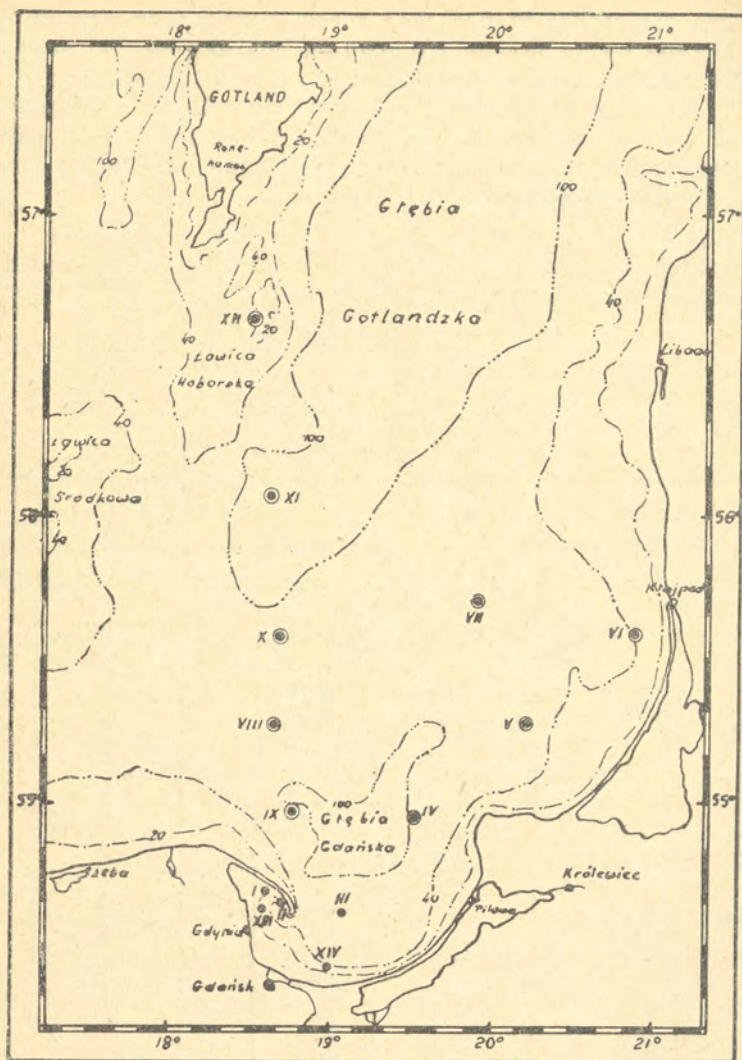 18° 19° 20° 21°
GOTLAND
20
100
57° 57°
Głębia
100
60
Gotlandzka
XII
20
40
Ławica
Hoborska
40
Libawa
40
100
Ławica
20
Środkowa
XI
56° 56°
40
Kłajpeda
VII
X
VI
VIII
V
55° 55°
100
IX
Głębia
IV
Gdańska
20
Łeba
I
II
III
XIII
40
Królewiec
Piława
Gdynia
XIV
Gdańsk
18° 19° 20° 21°